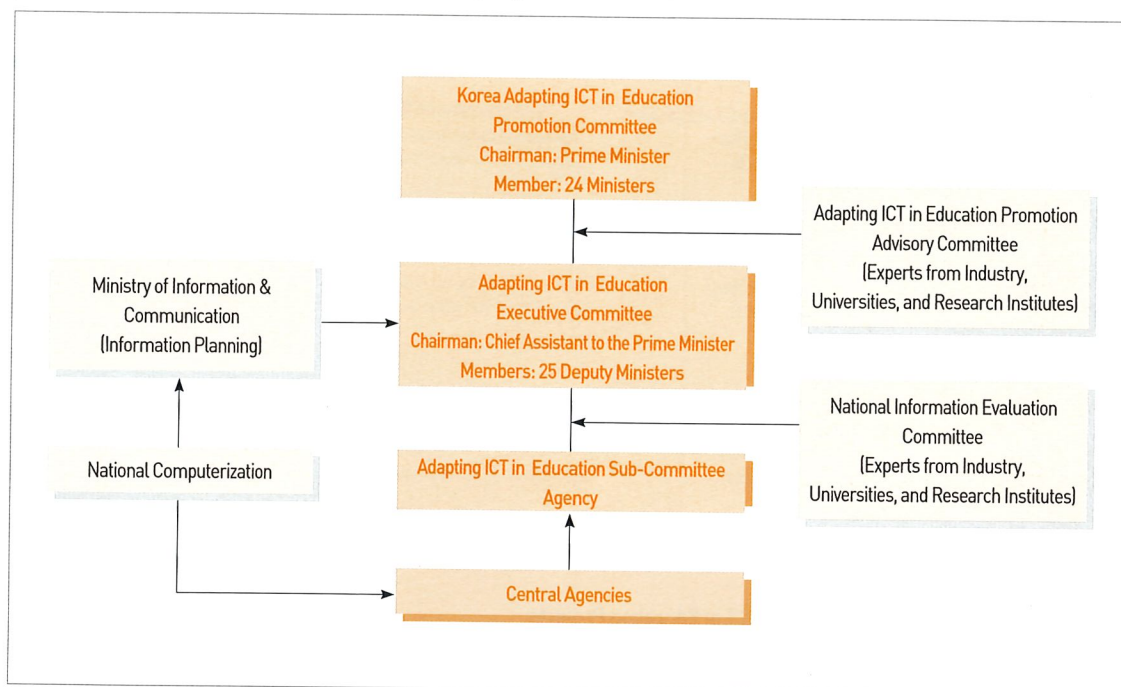 Korea Adapting ICT in Education
Promotion Committee
Chairman: Prime Minister
Member: 24 Ministers
Adapting ICT in Education Promotion
Advisory Committee
(Experts from Industry,
Universities, and Research Institutes)
Ministry of Information &
Communication
(Information Planning)
Adapting ICT in Education
Executive Committee
Chairman: Chief Assistant to the Prime Minister
Members: 25 Deputy Ministers
National Information Evaluation
Committee
(Experts from Industry,
Universities, and Research Institutes)
National Computerization
Adapting ICT in Education Sub-Committee
Agency
Central Agencies